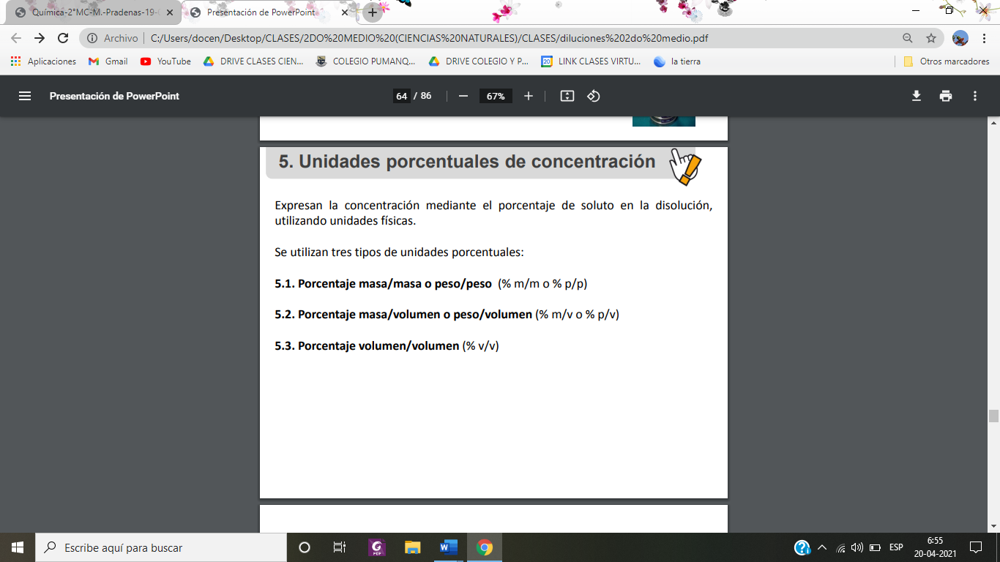 Química-2°MC-M.-Pradenas-19-
Presentación de PowerPoint
Archivo
C:/Users/docen/Desktop/CLASES/2DO%20MEDIO%20(CIENCIAS%20NATURALES)/CLASES/diluciones%202do%20medio.pdf
Aplicaciones
Gmail
YouTube
DRIVE CLASES CIEN...
COLEGIO PUMANQ...
DRIVE COLEGIO Y P...
20
LINK CLASES VIRTU...
la tierra
Otros marcadores
Presentación de PowerPoint
64 / 86
67%
5. Unidades porcentuales de concentración
Expresan la concentración mediante el porcentaje de soluto en la disolución,
utilizando unidades físicas.
Se utilizan tres tipos de unidades porcentuales:
5.1. Porcentaje masa/masa o peso/peso (% m/m o % p/p)
5.2. Porcentaje masa/volumen o peso/volumen (% m/v o % p/v)
5.3. Porcentaje volumen/volumen (% v/v)
Escribe aquí para buscar
ESP
6:55
20-04-2021